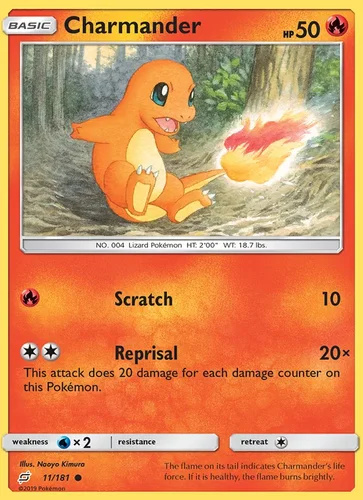 BASIC Charmander HP 50
NO. 004 Lizard Pokémon HT: 2'00" WT: 18.7 lbs.
Scratch 10
Reprisal 20×
This attack does 20 damage for each damage counter on
this Pokémon.
weakness ×2 resistance retreat
Illus. Naoyo Kimura
11/181
©2019 Pokémon
The flame on its tail indicates Charmander's life
force. If it is healthy, the flame burns brightly.